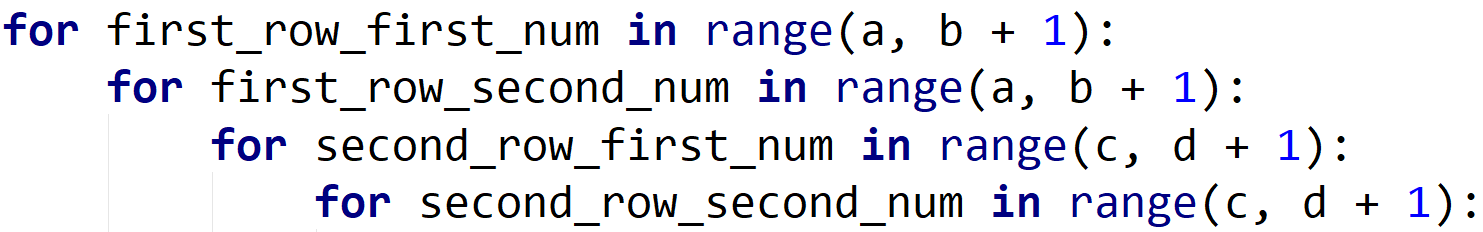 for first_row_first_num in range(a, b + 1):
    for first_row_second_num in range(a, b + 1):
        for second_row_first_num in range(c, d + 1):
            for second_row_second_num in range(c, d + 1):